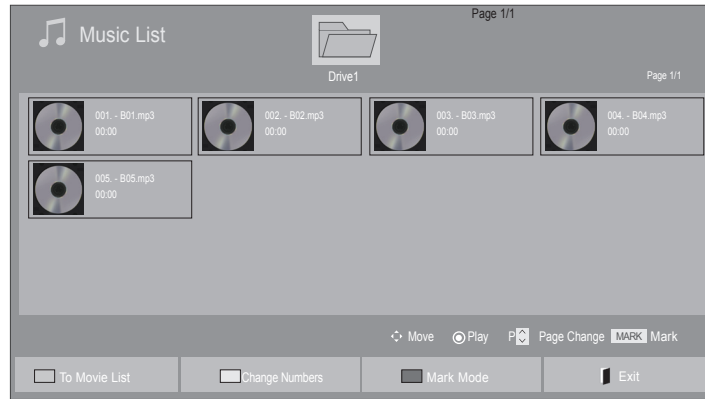 Page 1/1
Music List
Drive1
Page 1/1
001. - B01.mp3
00:00
002. - B02.mp3
00:00
003. - B03.mp3
00:00
004. - B04.mp3
00:00
005. - B05.mp3
00:00
Move Play P Page Change MARK Mark
To Movie List Change Numbers Mark Mode Exit